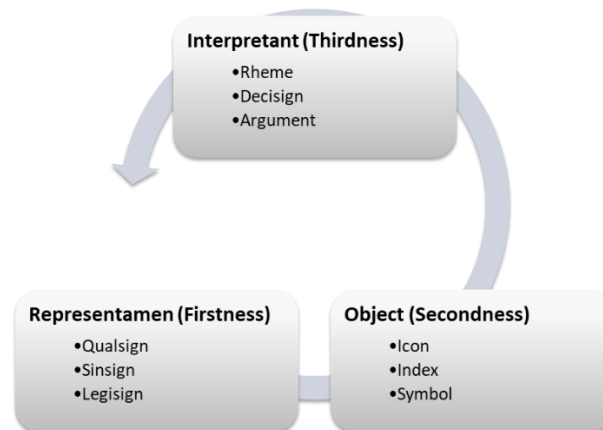 Interpretant (Thirdness)
•Rheme
•Decisign
•Argument
Representamen (Firstness)
•Qualsign
•Sinsign
•Legisign
Object (Secondness)
•Icon
•Index
•Symbol